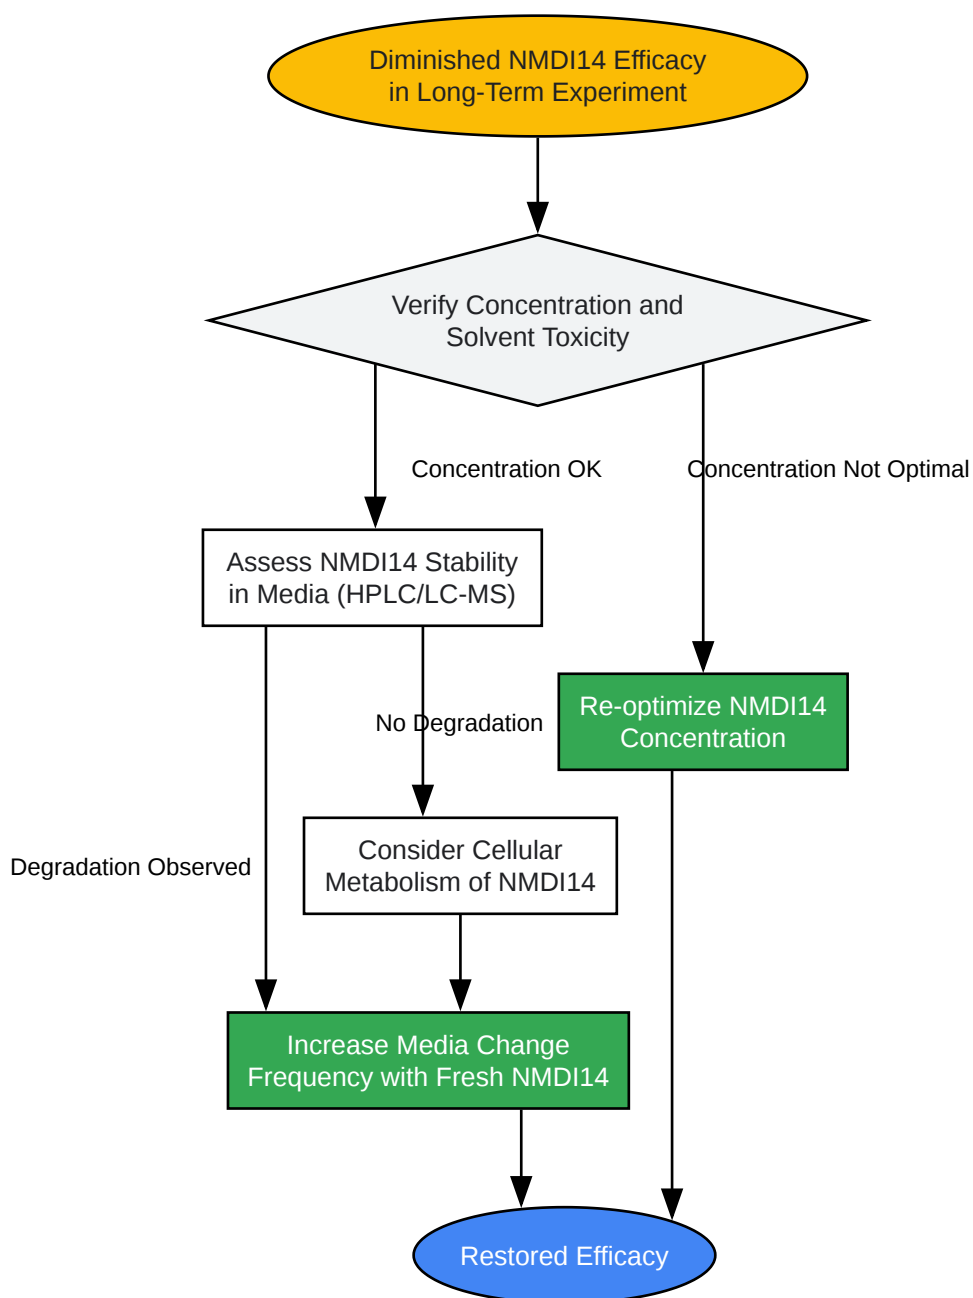 Diminished NMDI14 Efficacy
in Long-Term Experiment
Verify Concentration and
Solvent Toxicity
Concentration OK
Concentration Not Optimal
Assess NMDI14 Stability
in Media (HPLC/LC-MS)
Re-optimize NMDI14
Concentration
No Degradation
Consider Cellular
Metabolism of NMDI14
Degradation Observed
Increase Media Change
Frequency with Fresh NMDI14
Restored Efficacy